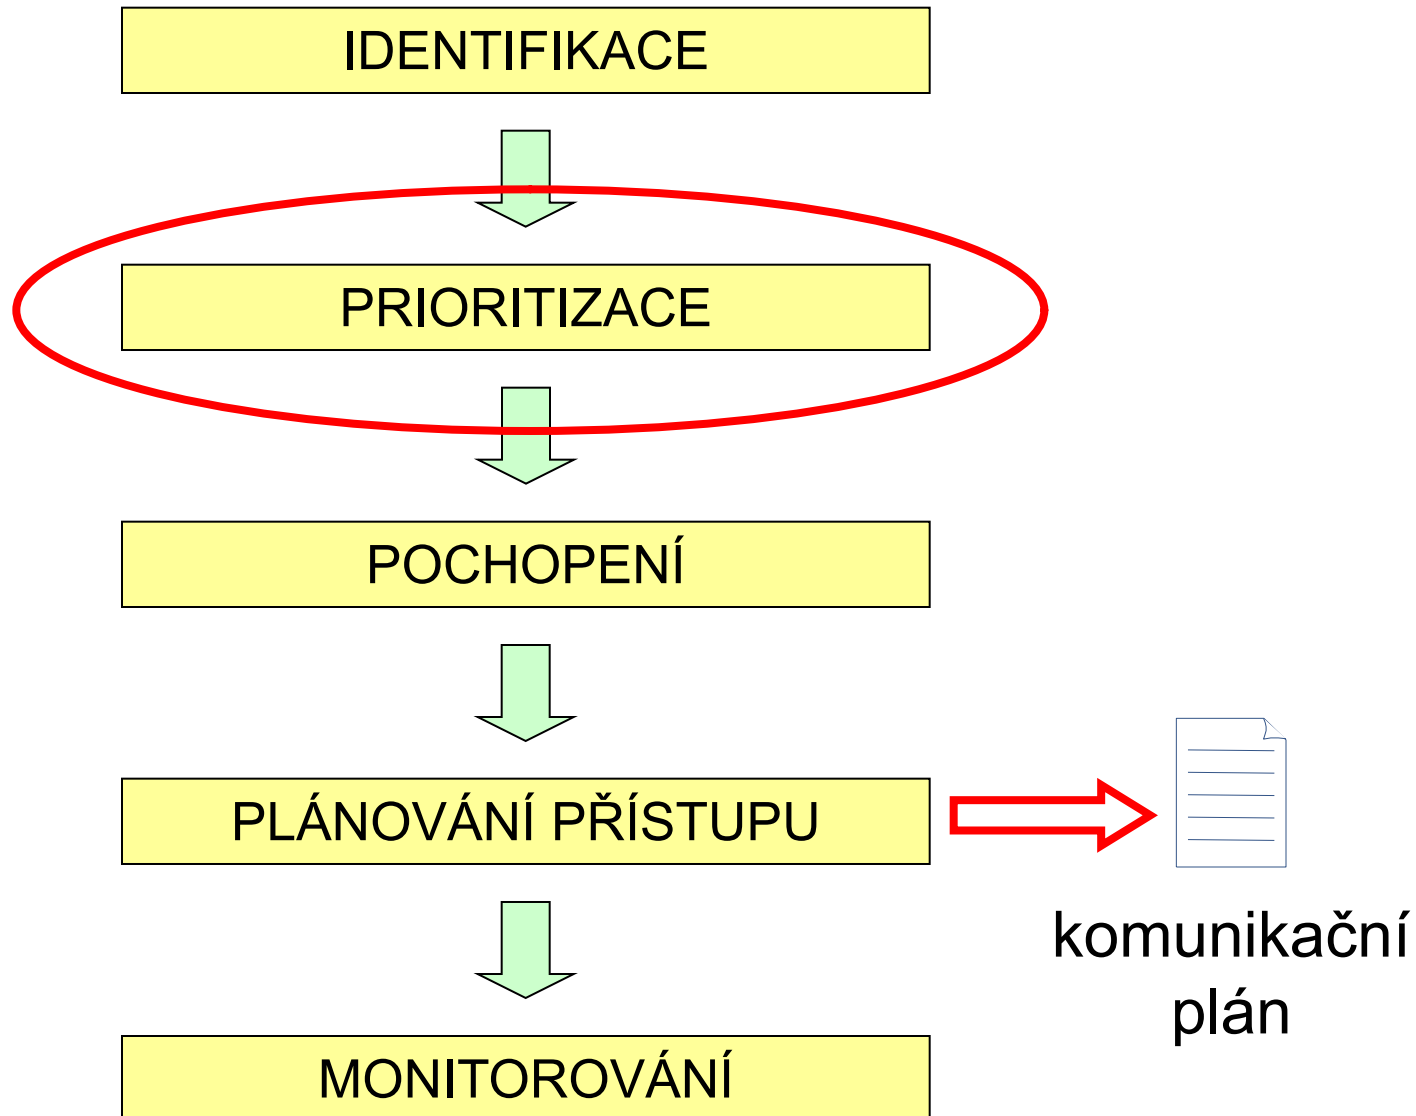 IDENTIFIKACE
PRIORITIZACE
POCHOPENÍ
PLÁNOVÁNÍ PŘÍSTUPU
komunikační
plán
MONITOROVÁNÍ